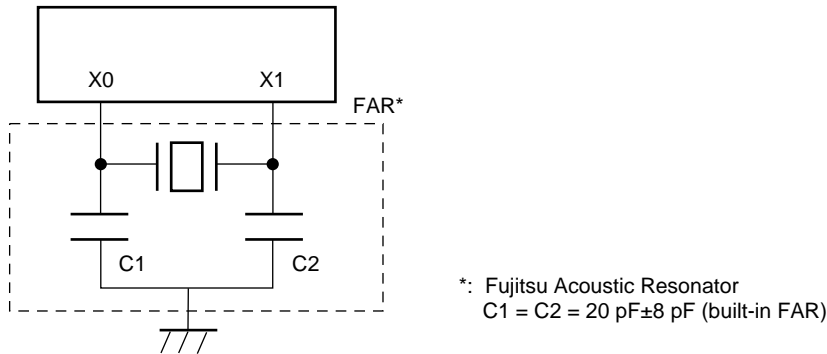 X0 X1
FAR*
C1 C2
*: Fujitsu Acoustic Resonator
C1 = C2 = 20 pF±8 pF (built-in FAR)